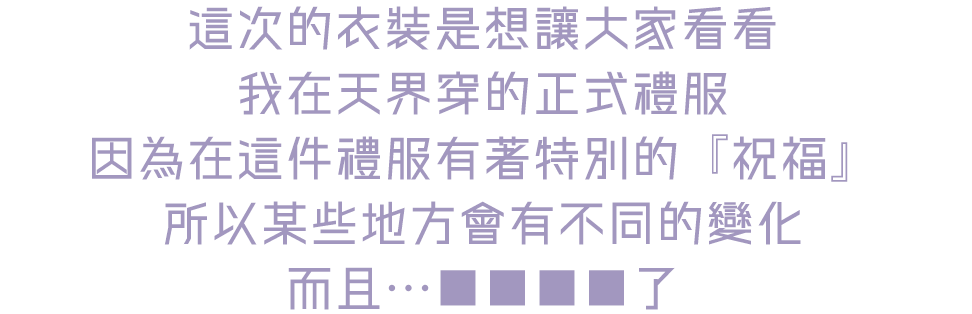 這次的衣裝是想讓大家看看
我在天界穿的正式禮服
因為在這件禮服有著特別的『祝福』
所以某些地方會有不同的變化
而且…■■■■了